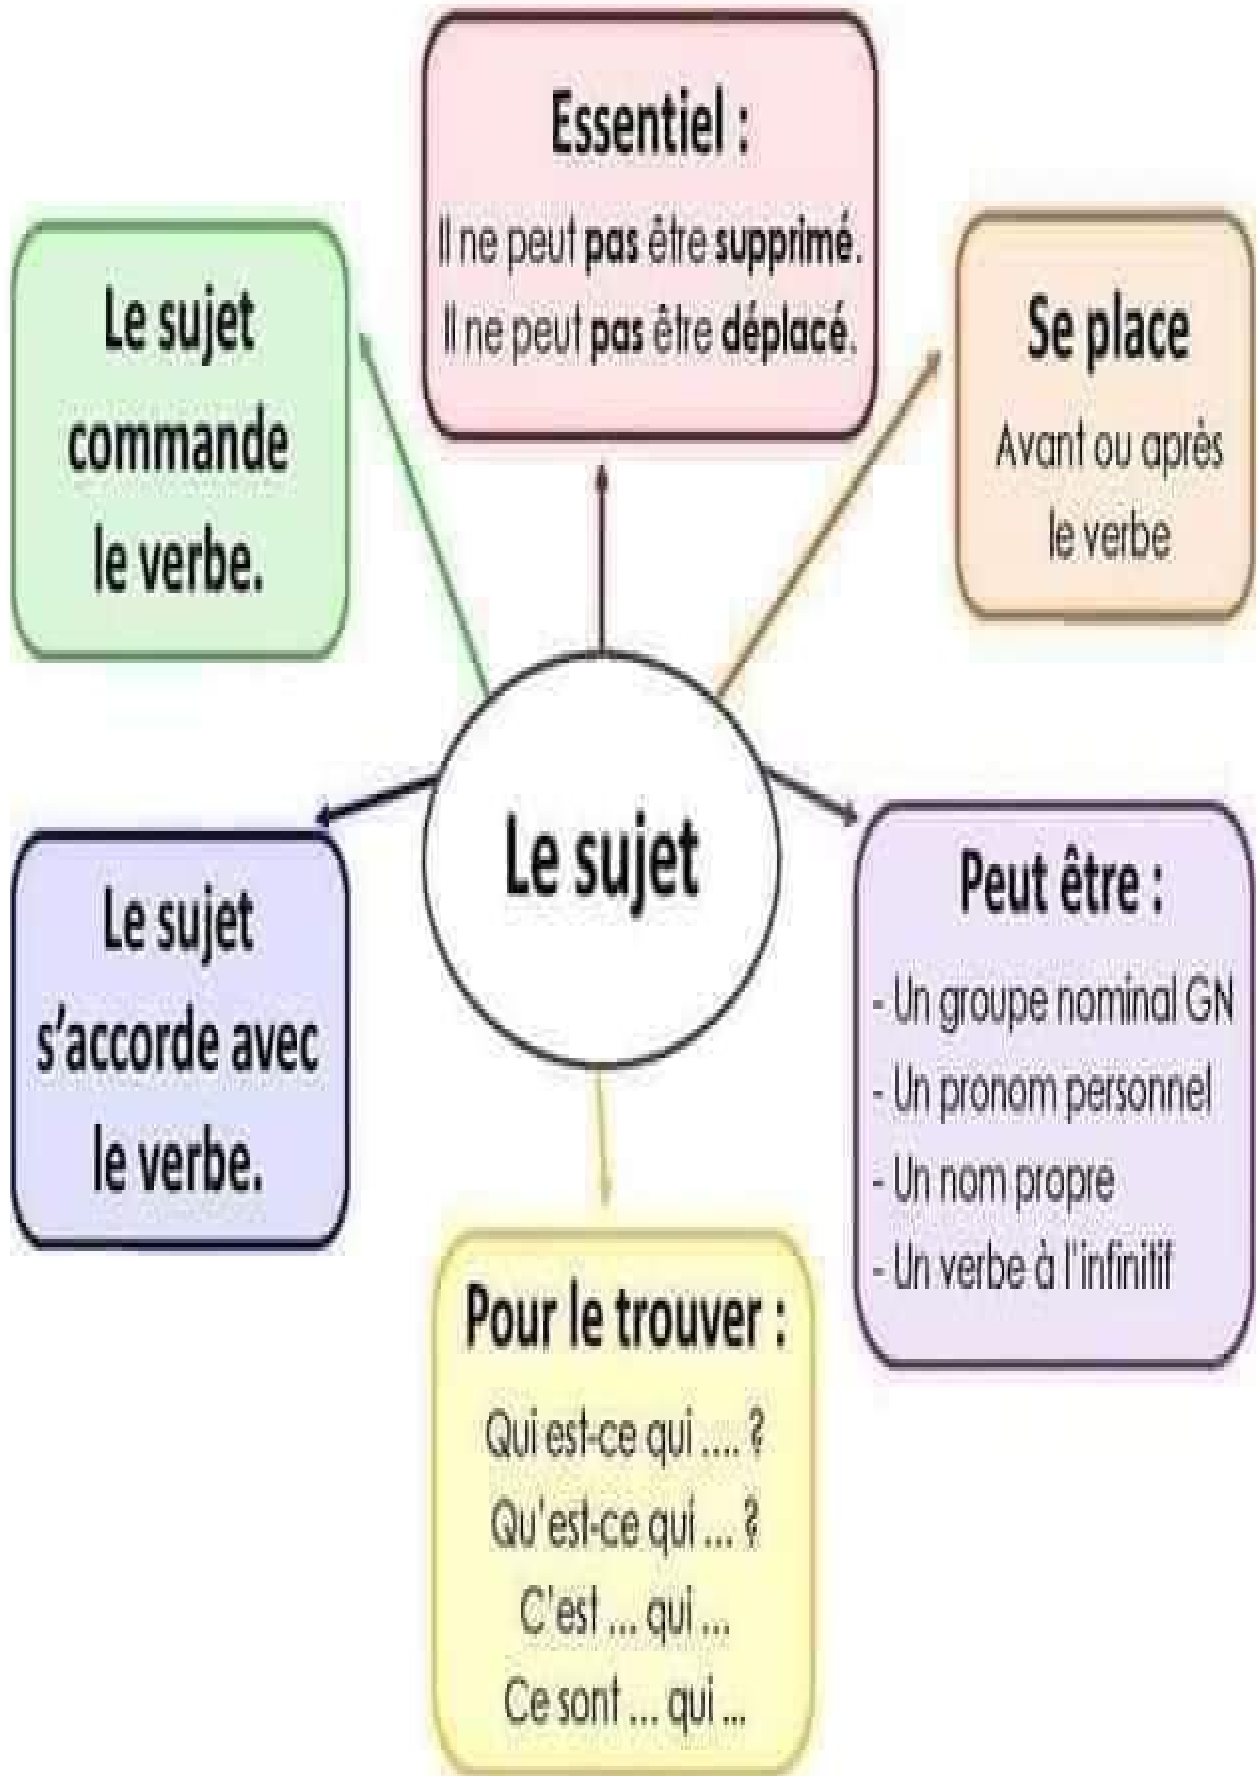 Essentiel :
Il ne peut pas être supprimé.
Il ne peut pas être déplacé.
Le sujet
commande
le verbe.
Se place
Avant ou après
le verbe
Le sujet
Le sujet
s'accorde avec
le verbe.
Peut être :
- Un groupe nominal GN
- Un pronom personnel
- Un nom propre
- Un verbe à l'infinitif
Pour le trouver :
Qui est-ce qui .... ?
Qu'est-ce qui ... ?
C'est ... qui ...
Ce sont ... qui ...